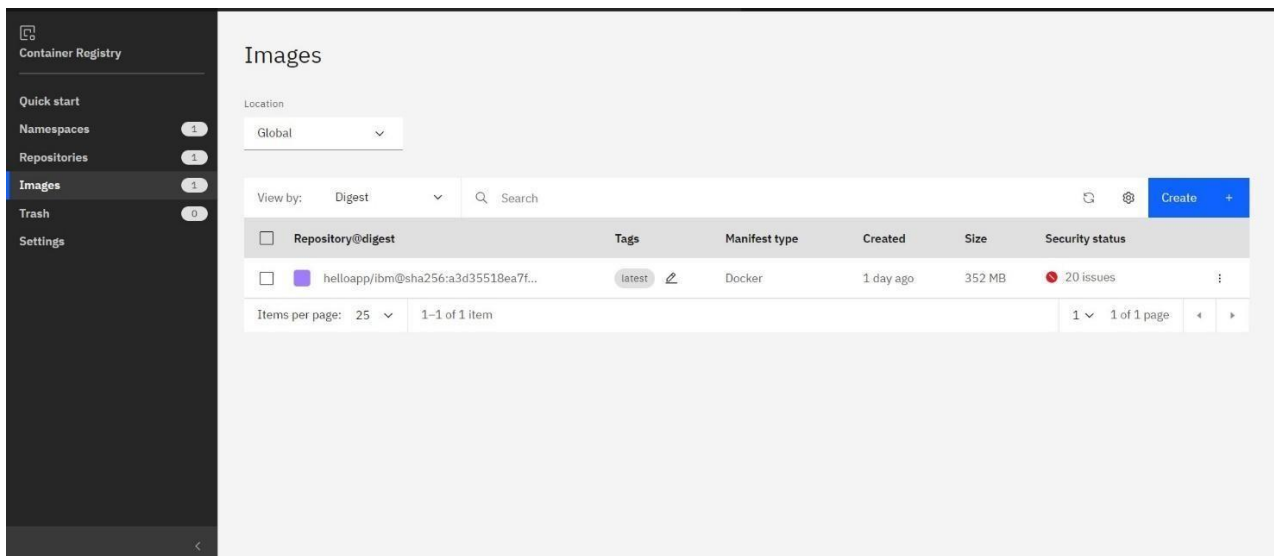 Container Registry
Quick start
Namespaces 1
Repositories 1
Images 1
Trash 0
Settings
Images
Location
Global
View by: Digest Search Create +
Repository@digest Tags Manifest type Created Size Security status
helloapp/ibm@sha256:a3d35518ea7f... latest Docker 1 day ago 352 MB 20 issues
Items per page: 25 1–1 of 1 item 1 1 of 1 page